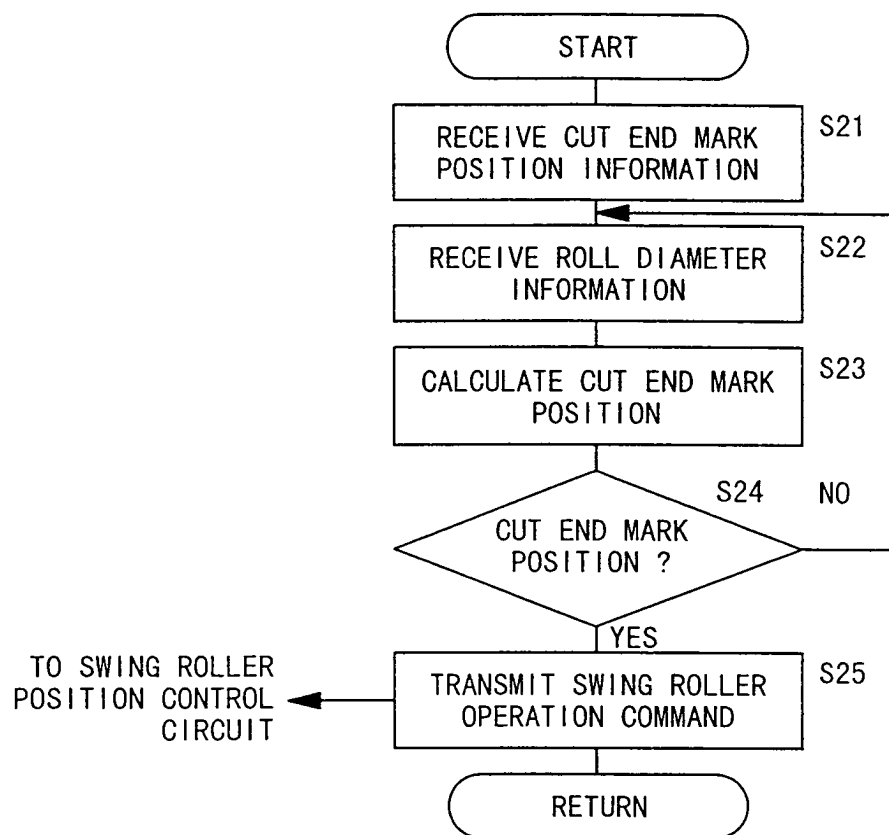 START
RECEIVE CUT END MARK
POSITION INFORMATION
S21
RECEIVE ROLL DIAMETER
INFORMATION
S22
CALCULATE CUT END MARK
POSITION
S23
CUT END MARK
POSITION ?
S24
NO
YES
TRANSMIT SWING ROLLER
OPERATION COMMAND
S25
TO SWING ROLLER
POSITION CONTROL
CIRCUIT
RETURN